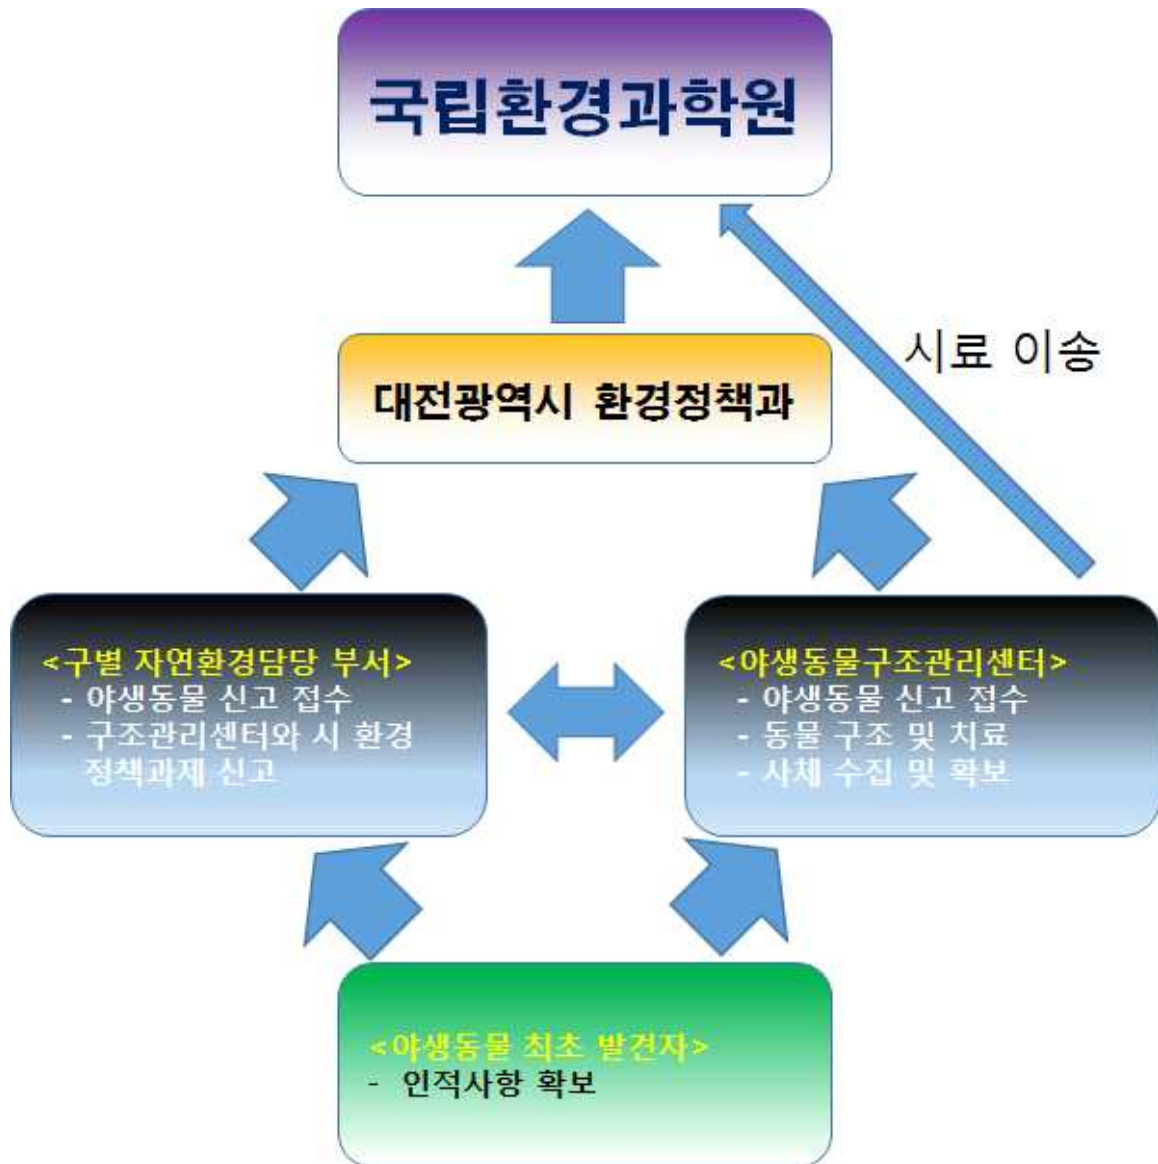 국립환경과학원
시료 이송
대전광역시 환경정책과
<구별 자연환경담당 부서>
- 야생동물 신고 접수
- 구조관리센터와 시 환경
정책과제 신고
<야생동물구조관리센터>
- 야생동물 신고 접수
- 동물 구조 및 치료
- 사체 수집 및 확보
<야생동물 최초 발견자>
- 인적사항 확보